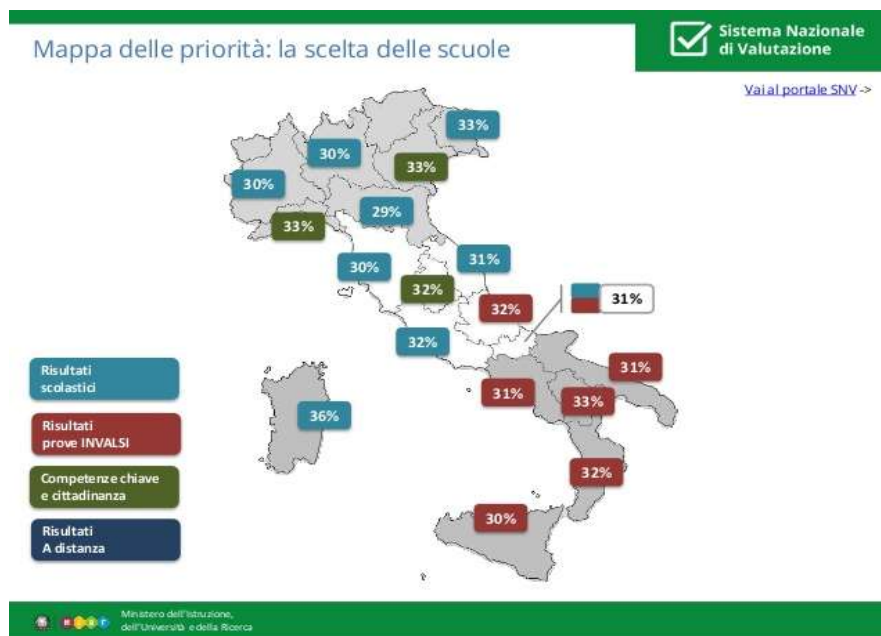 Mappa delle priorità: la scelta delle scuole
Sistema Nazionale
di Valutazione
Vai al portale SNV ->
33%
30%
33%
30%
29%
33%
31%
30%
32%
32%
31%
32%
31%
31%
33%
36%
32%
30%
Risultati
scolastici
Risultati
prove INVALSI
Competenze chiave
e cittadinanza
Risultati
A distanza
Ministero dell'Istruzione,
dell'Università e della Ricerca